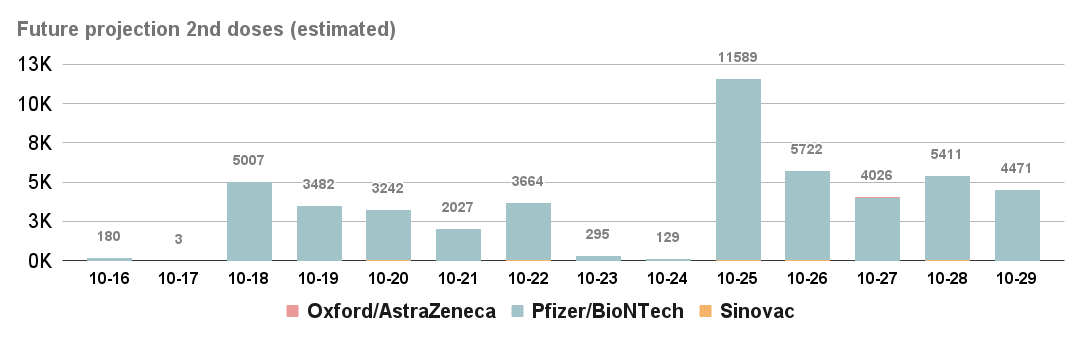 Future projection 2nd doses (estimated)
13K
10K
8K
5K
3K
0K
180
3
5007
3482
3242
2027
3664
295
129
11589
5722
4026
5411
4471
10-16 10-17 10-18 10-19 10-20 10-21 10-22 10-23 10-24 10-25 10-26 10-27 10-28 10-29
Oxford/AstraZeneca Pfizer/BioNTech Sinovac